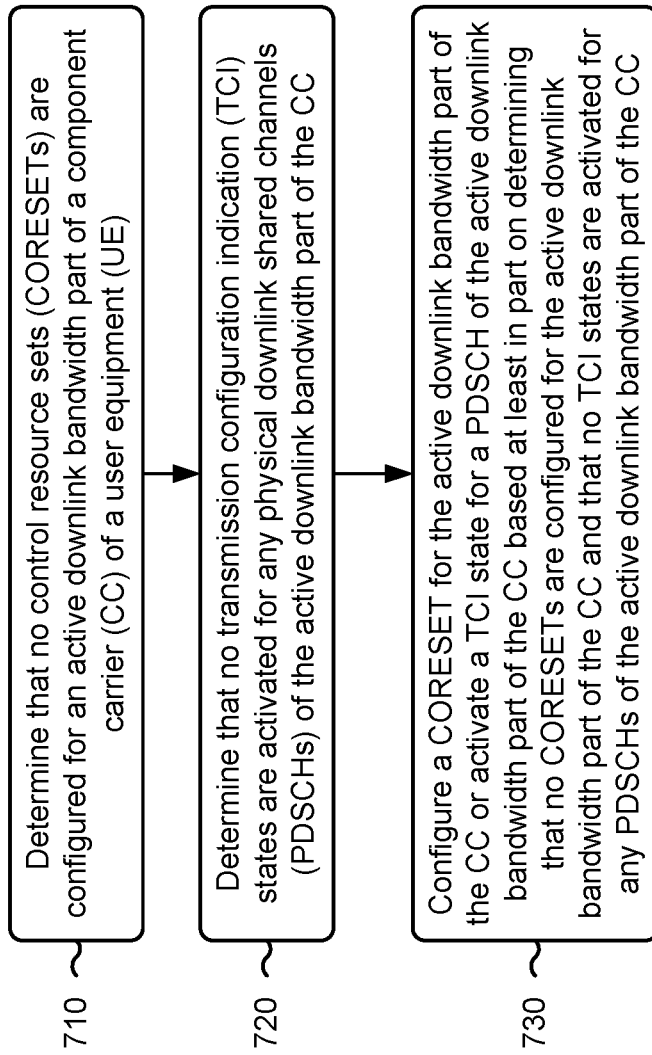 710
Determine that no control resource sets (CORESETs) are
configured for an active downlink bandwidth part of a component
carrier (CC) of a user equipment (UE)
720
Determine that no transmission configuration indication (TCI)
states are activated for any physical downlink shared channels
(PDSCHs) of the active downlink bandwidth part of the CC
730
Configure a CORESET for the active downlink bandwidth part of
the CC or activate a TCI state for a PDSCH of the active downlink
bandwidth part of the CC based at least in part on determining
that no CORESETs are configured for the active downlink
bandwidth part of the CC and that no TCI states are activated for
any PDSCHs of the active downlink bandwidth part of the CC